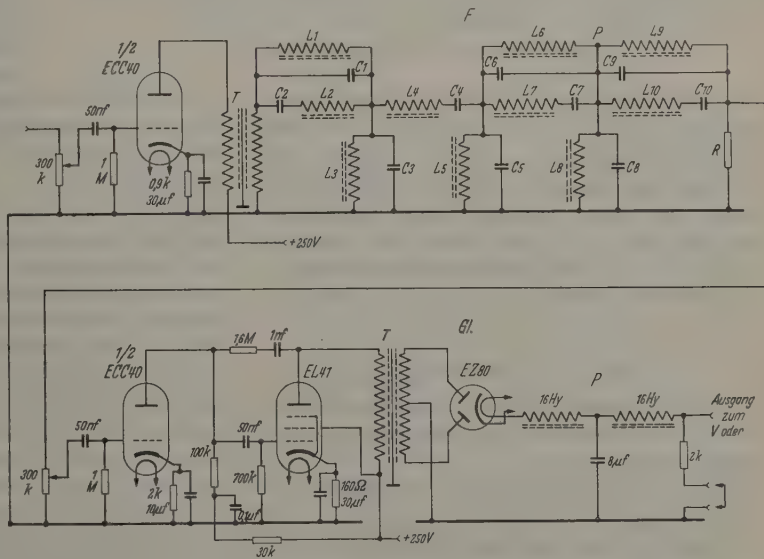 F
1/2
ECC40
50nf
300
k
1
M
0,9k
30µf
T
L1
C1
C2
L2
L3
C3
L4
C4
L6
P
L9
C6
C9
L7
C7
L10
C10
L5
C5
L8
C8
R
+250V
1/2
ECC40
50nf
300
k
1
M
2k
10µf
1,6M
1nf
EL41
50nf
100k
700k
0,1µf
160Ω
30µf
30k
+250V
T
Gl.
EZ80
16Hy
P
16Hy
8µf
2k
Ausgang
zum
V oder